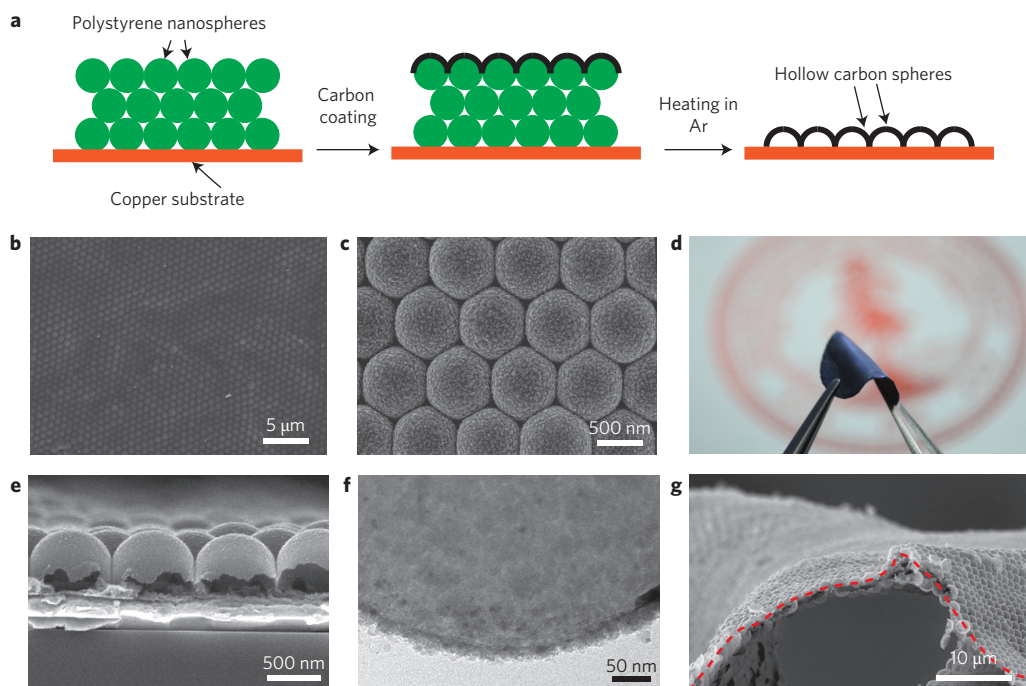 a
Polystyrene nanospheres
Carbon
coating
Heating in
Ar
Hollow carbon spheres
Copper substrate
b
5 µm
c
500 nm
d
e
500 nm
f
50 nm
g
10 µm